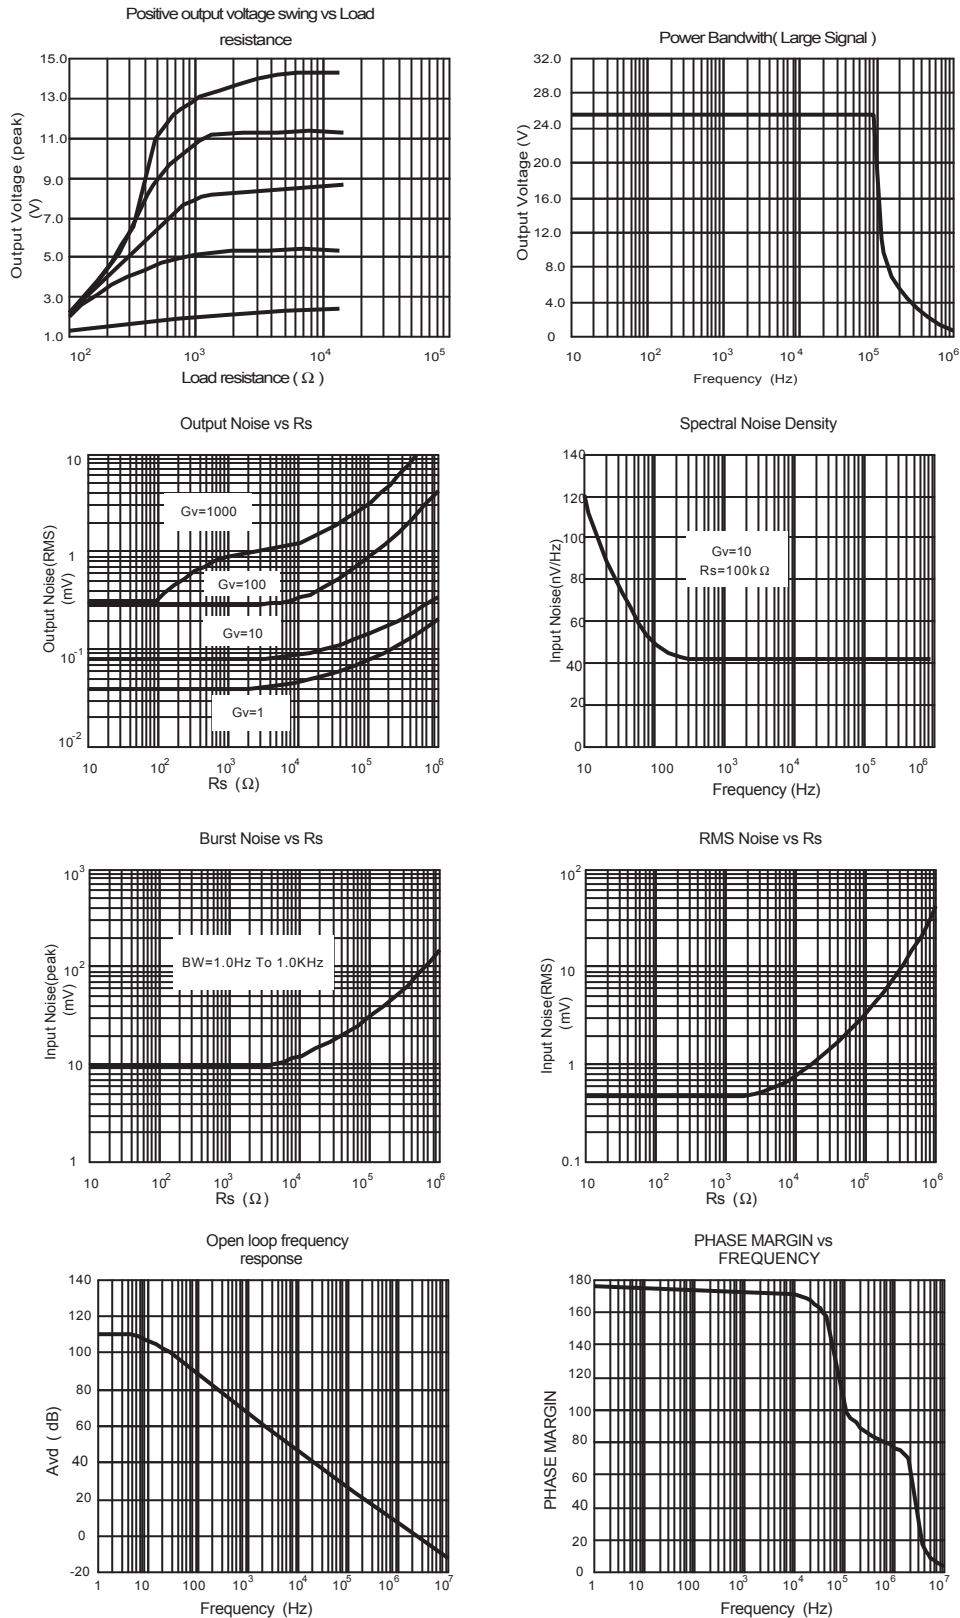 Positive output voltage swing vs Load
resistance
15.0
13.0
11.0
9.0
7.0
5.0
3.0
1.0
Output Voltage (peak)
(V)
10² 10³ 10⁴ 10⁵
Load resistance ( Ω )
Power Bandwith( Large Signal )
32.0
28.0
24.0
20.0
16.0
12.0
8.0
4.0
0
Output Voltage (V)
10 10² 10³ 10⁴ 10⁵ 10⁶
Frequency (Hz)
Output Noise vs Rs
10
1
10⁻¹
10⁻²
Output Noise(RMS)
(mV)
Gv=1000
Gv=100
Gv=10
Gv=1
10 10² 10³ 10⁴ 10⁵ 10⁶
Rs (Ω)
Spectral Noise Density
140
120
100
80
60
40
20
0
Input Noise(nV/Hz)
Gv=10
Rs=100kΩ
10 100 10³ 10⁴ 10⁵ 10⁶
Frequency (Hz)
Burst Noise vs Rs
10³
10²
10
1
Input Noise(peak)
(mV)
BW=1.0Hz To 1.0KHz
10 10² 10³ 10⁴ 10⁵ 10⁶
Rs (Ω)
RMS Noise vs Rs
10²
10
1
0.1
Input Noise(RMS)
(mV)
10 10² 10³ 10⁴ 10⁵ 10⁶
Rs (Ω)
Open loop frequency
response
140
120
100
80
60
40
20
0
-20
Avd ( dB)
1 10 100 10³ 10⁴ 10⁵ 10⁶ 10⁷
Frequency (Hz)
PHASE MARGIN vs
FREQUENCY
180
160
140
120
100
80
60
40
20
0
PHASE MARGIN
1 10 100 10³ 10⁴ 10⁵ 10⁶ 10⁷
Frequency (Hz)